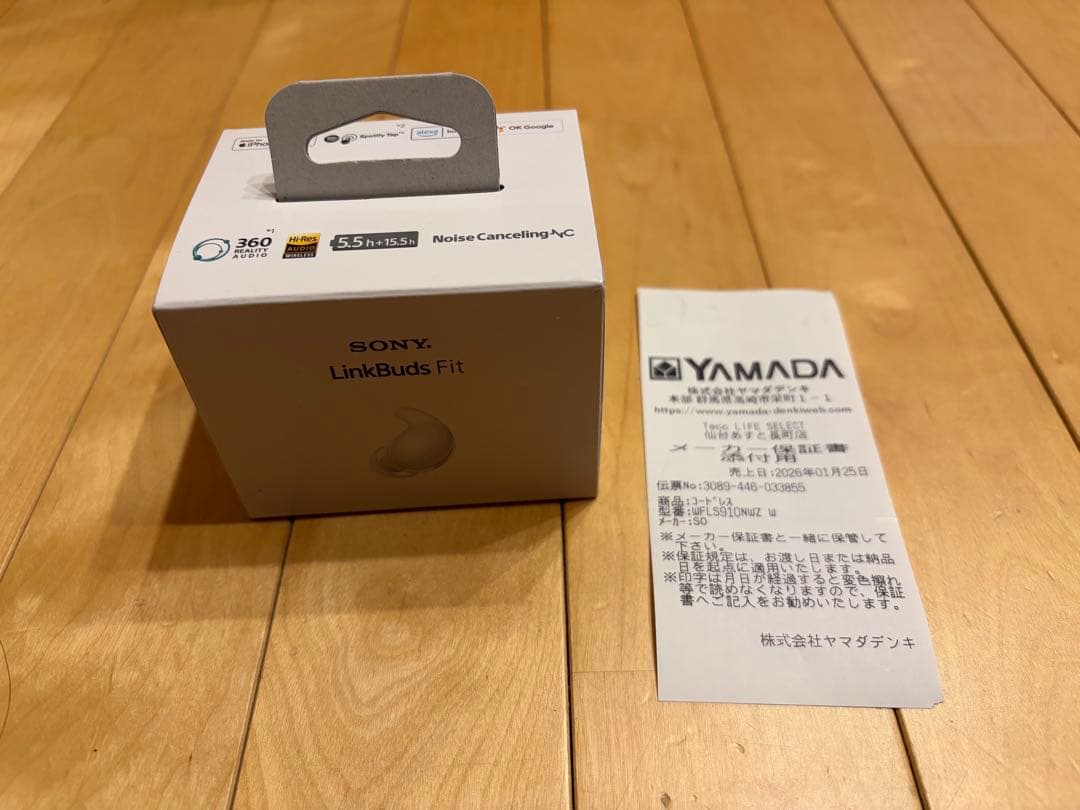 iPho
*2
Spotify Tap™
alexa
OK Google
*1
360
REALITY
AUDIO
Hi-Res
AUDIO
WIRELESS
5.5h+15.5h
NoiseCanceling NC
SONY®
LinkBuds Fit
YAMADA
株式会社ヤマダデンキ
本部 群馬県高崎市栄町1-1
https://www.yamada-denkiweb.com
Tecc LIFE SELECT
仙台あすと長町店
メーカー保証書
添付用
売上日:2026年01月25日
伝票No:3089-446-033855
商品:コードレス
型番:WFLS910NWZ W
メーカー:SO
※メーカー保証書と一緒に保管して
下さい。
※保証規定は、お渡し日または納品
日を起点に適用いたします。
※印字は月日が経過すると変色擦れ
等で読めなくなりますので、保証
書へご記入をお勧めいたします。
株式会社ヤマダデンキ